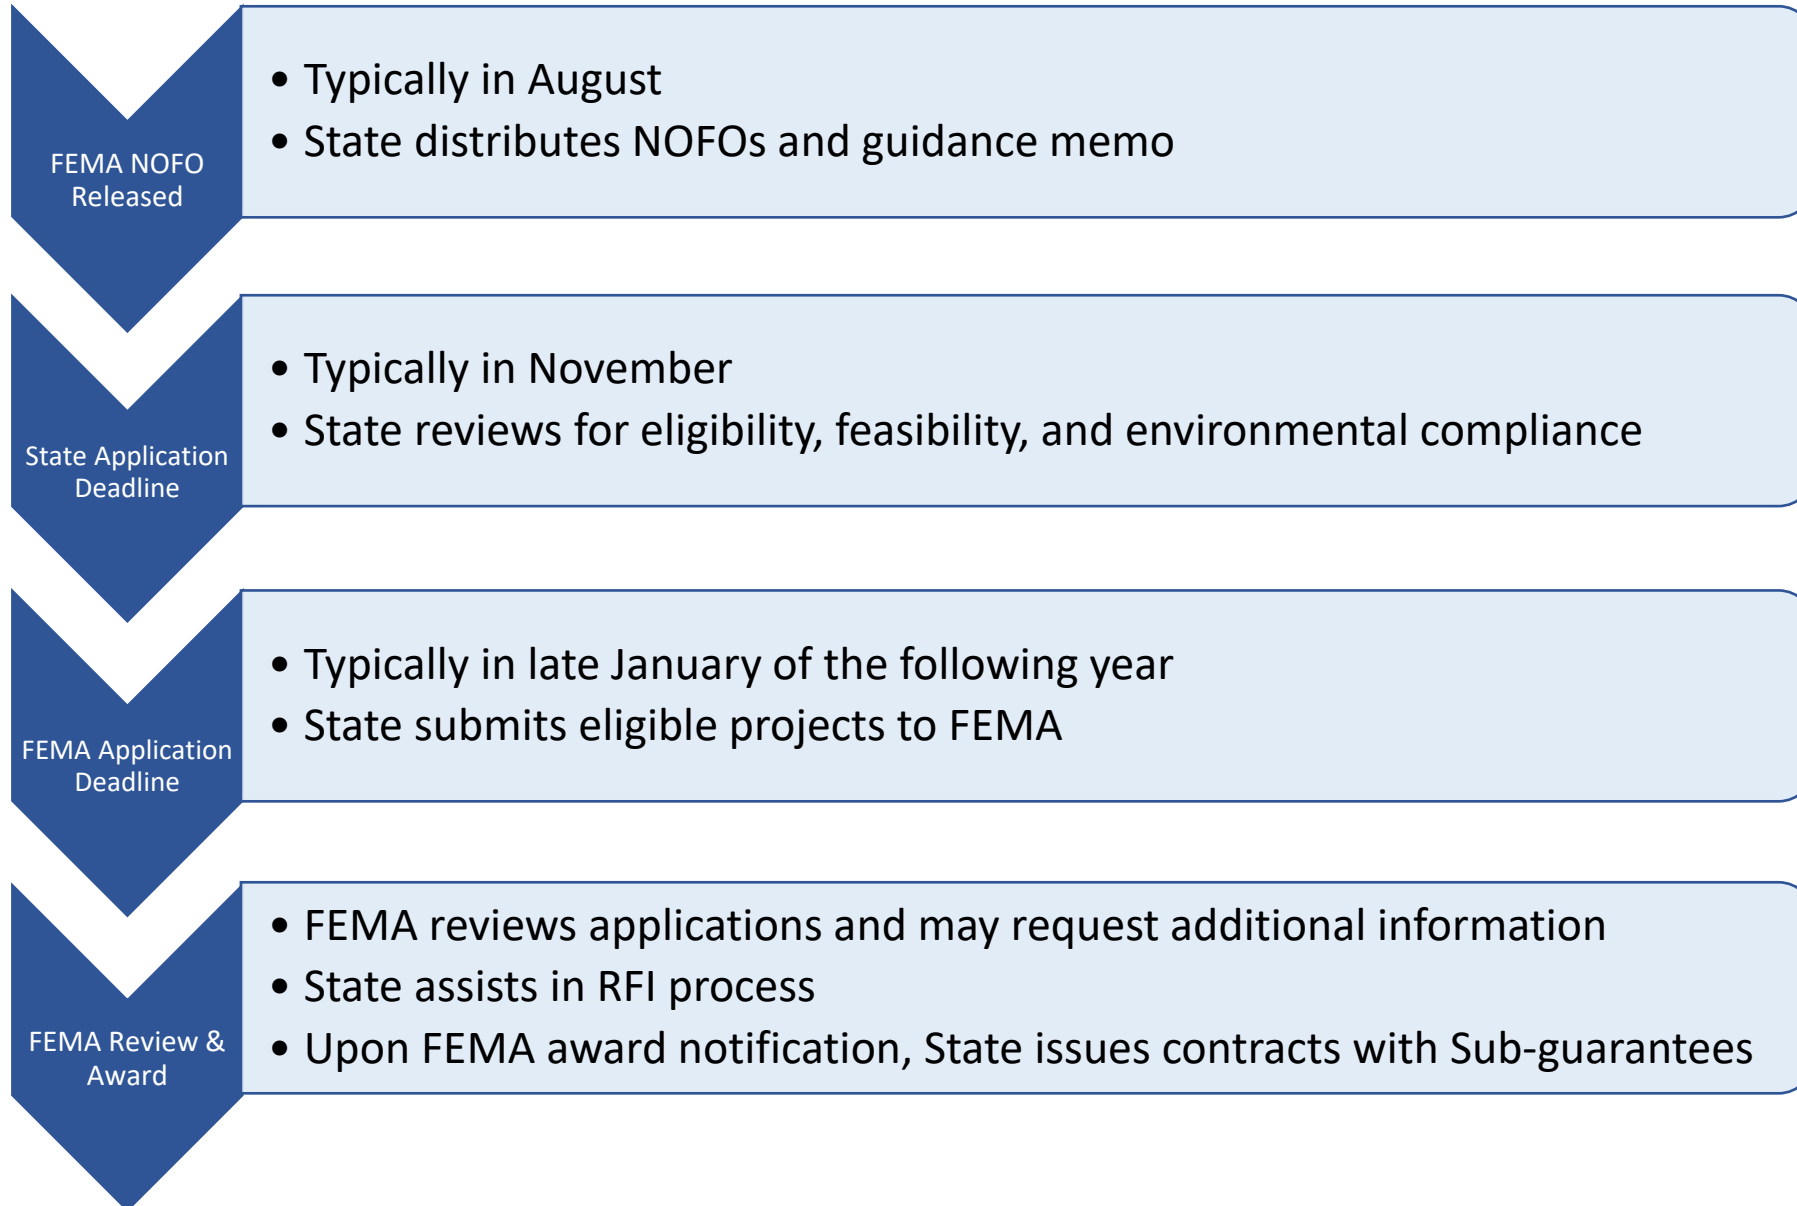 FEMA NOFO
Released
• Typically in August
• State distributes NOFOs and guidance memo
State Application
Deadline
• Typically in November
• State reviews for eligibility, feasibility, and environmental compliance
FEMA Application
Deadline
• Typically in late January of the following year
• State submits eligible projects to FEMA
FEMA Review &
Award
• FEMA reviews applications and may request additional information
• State assists in RFI process
• Upon FEMA award notification, State issues contracts with Sub-guarantees